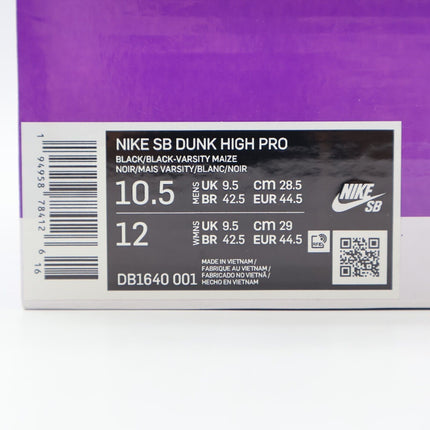 NIKE SB DUNK HIGH PRO
BLACK/BLACK-VARSITY MAIZE
NOIR/MAIS VARSITY/BLANC/NOIR
10.5 MENS UK 9.5 cm 28.5
BR 42.5 EUR 44.5
12 WMNS UK 9.5 cm 29
BR 42.5 EUR 44.5
NIKE
SB
RFID
MADE IN VIETNAM /
FABRIQUE AU VIETNAM /
FABRICADO NO VIETNÃ /
HECHO EN VIETNAM
DB1640 001
1 94958 78412 6 16